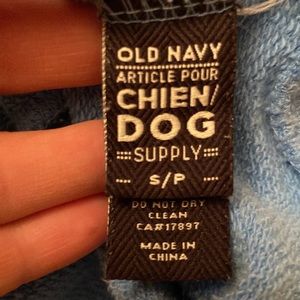 OLD NAVY
ARTICLE POUR
CHIEN/
DOG
SUPPLY
S/P
DO NOT DRY
CLEAN
CA#17897
MADE IN
CHINA